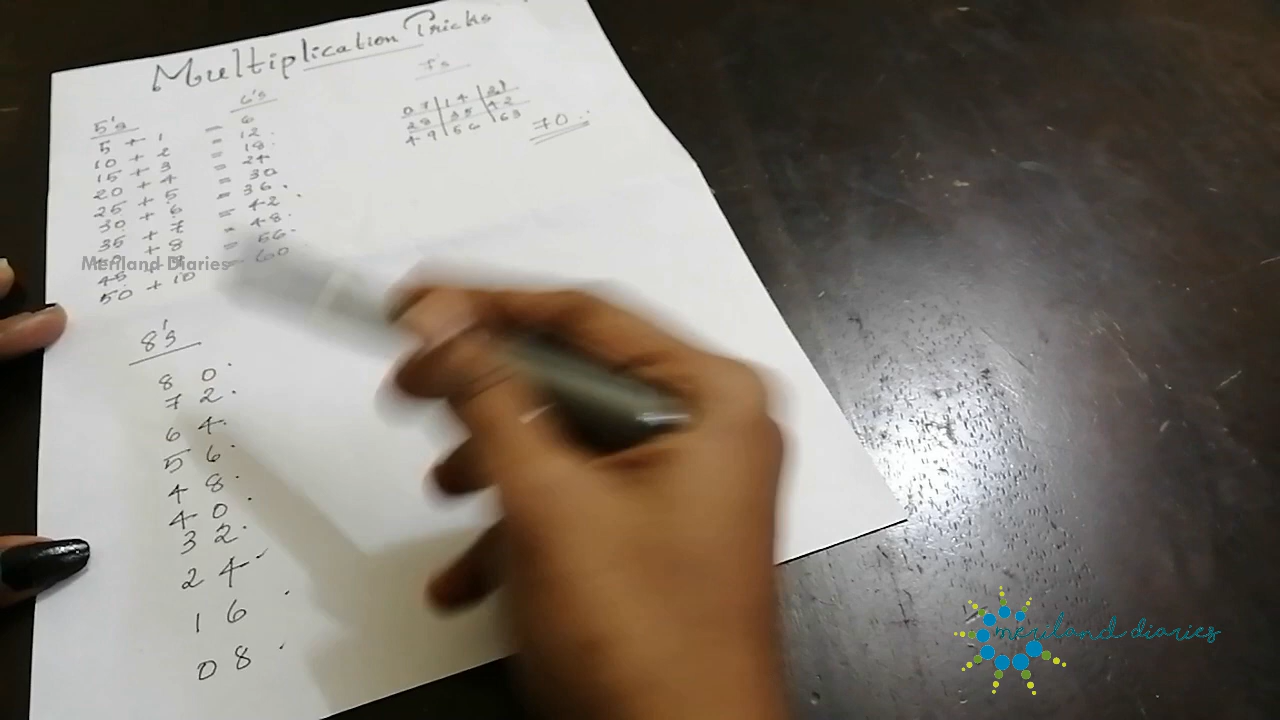 Multiplication Tricks
5's
6's
5 + 1 = 6
10 + 2 = 12.
15 + 3 = 18.
20 + 4 = 24
25 + 5 = 30
30 + 6 = 36.
35 + 7 = 42.
8 = 48.
45 + 9 = 56.
50 + 10 = 60
7's
07 14 21
28 35 42
49 56 63
70
8's
8 0.
7 2.
6 4.
5 6.
4 8.
4 0.
3 2.
2 4
1 6.
0 8.
Meriland Diaries
meriland diaries